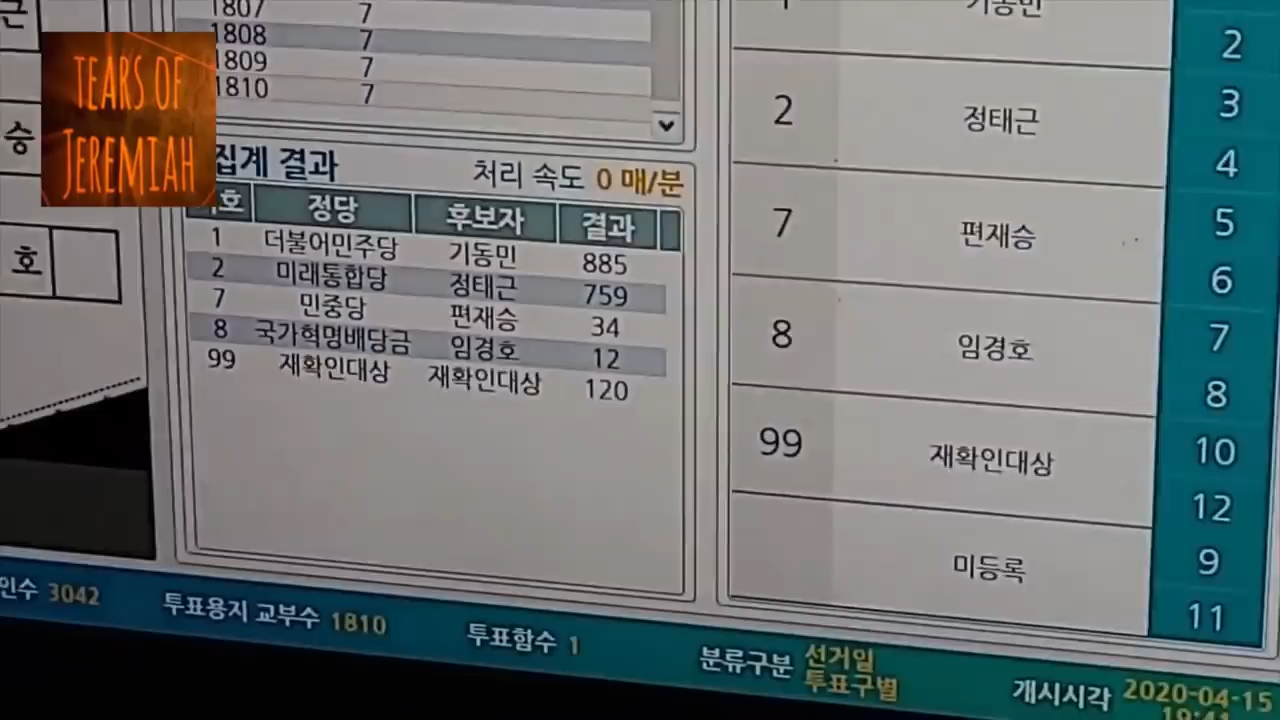 근
승
호
TEARS OF
JEREMIAH
1807 7
1808 7
1809 7
1810 7
집계 결과 처리 속도 0 매/분
호 정당 후보자 결과
1 더불어민주당 기동민 885
2 미래통합당 정태근 759
7 민중당 편재승 34
8 국가혁명배당금 임경호 12
99 재확인대상 재확인대상 120
1 기동민
2 정태근
7 편재승
8 임경호
99 재확인대상
미등록
2
3
4
5
6
7
8
10
12
9
11
인수 3042 투표용지 교부수 1810 투표함수 1 분류구분 선거일 투표구별 개시시각 2020-04-15